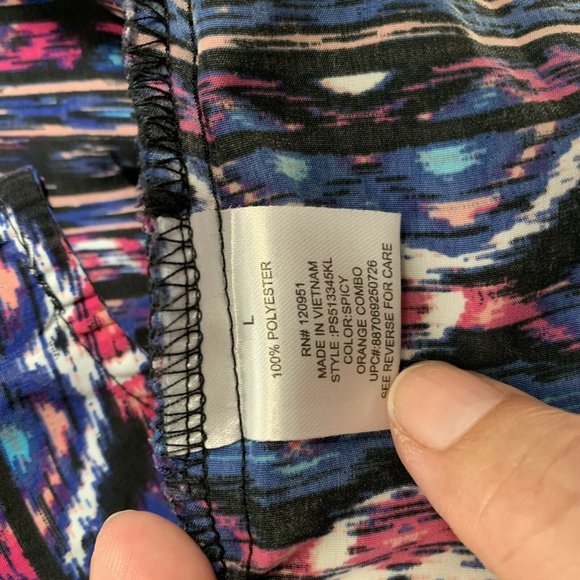 L
100% POLYESTER
RN# 120951
MADE IN VIETNAM
STYLE :PS513345KL
COLOR:SPICY
ORANGE COMBO
UPC#:887069250726
SEE REVERSE FOR CARE